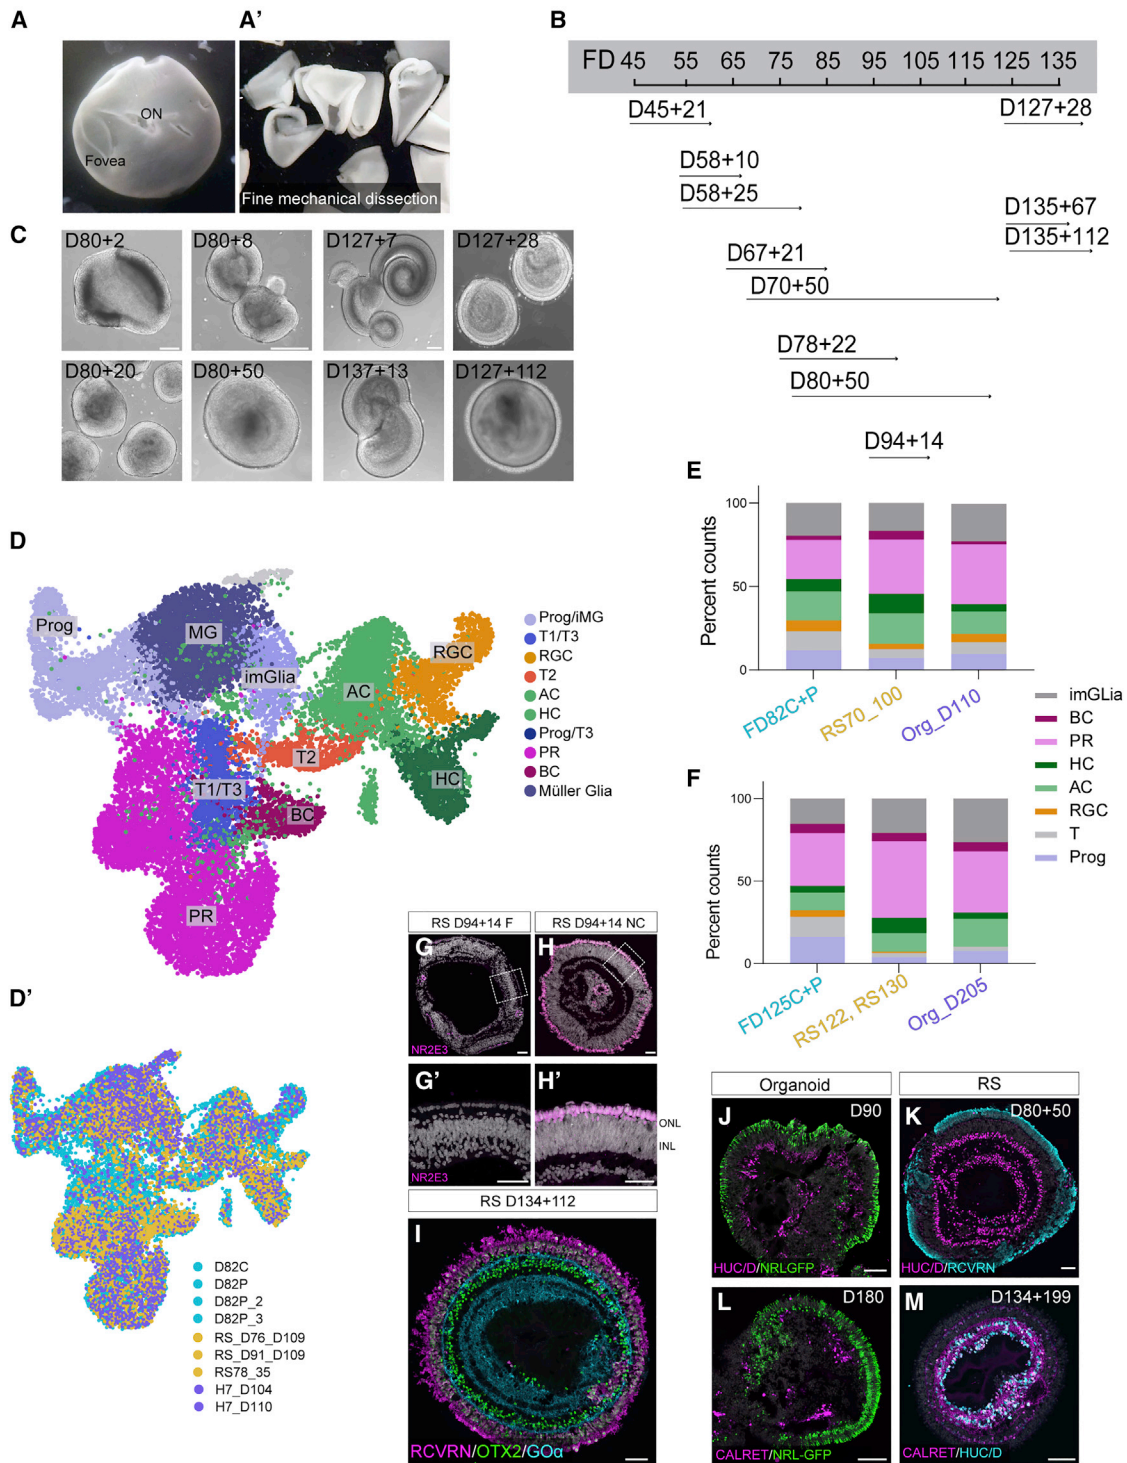 A
A'
B
ON
Fovea
Fine mechanical dissection
FD 45 55 65 75 85 95 105 115 125 135
D45+21
D127+28
D58+10
D58+25
D135+67
D135+112
D67+21
D70+50
D78+22
D80+50
D94+14
C
D80+2
D80+8
D127+7
D127+28
D80+20
D80+50
D137+13
D127+112
D
Prog
MG
imGlia
AC
RGC
T2
T1/T3
HC
BC
PR
Prog/iMG
T1/T3
RGC
T2
AC
HC
Prog/T3
PR
BC
Müller Glia
D'
D82C
D82P
D82P_2
D82P_3
RS_D76_D109
RS_D91_D109
RS78_35
H7_D104
H7_D110
E
Percent counts
100
50
0
FD82C+P
RS70_100
Org_D110
imGLia
BC
PR
HC
AC
RGC
T
Prog
F
Percent counts
100
50
0
FD125C+P
RS122, RS130
Org_D205
RS D94+14 F
RS D94+14 NC
G
NR2E3
H
G'
NR2E3
H'
ONL
INL
RS D134+112
I
RCVRN/OTX2/GOα
Organoid
RS
J
D90
HUC/D/NRLGFP
K
D80+50
HUC/D/RCVRN
L
D180
CALRET/NRL-GFP
M
D134+199
CALRET/HUC/D